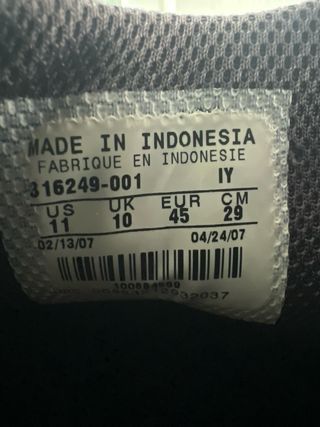 MADE IN INDONESIA
FABRIQUE EN INDONESIE
316249-001 IY
US UK EUR CM
11 10 45 29
02/13/07 04/24/07